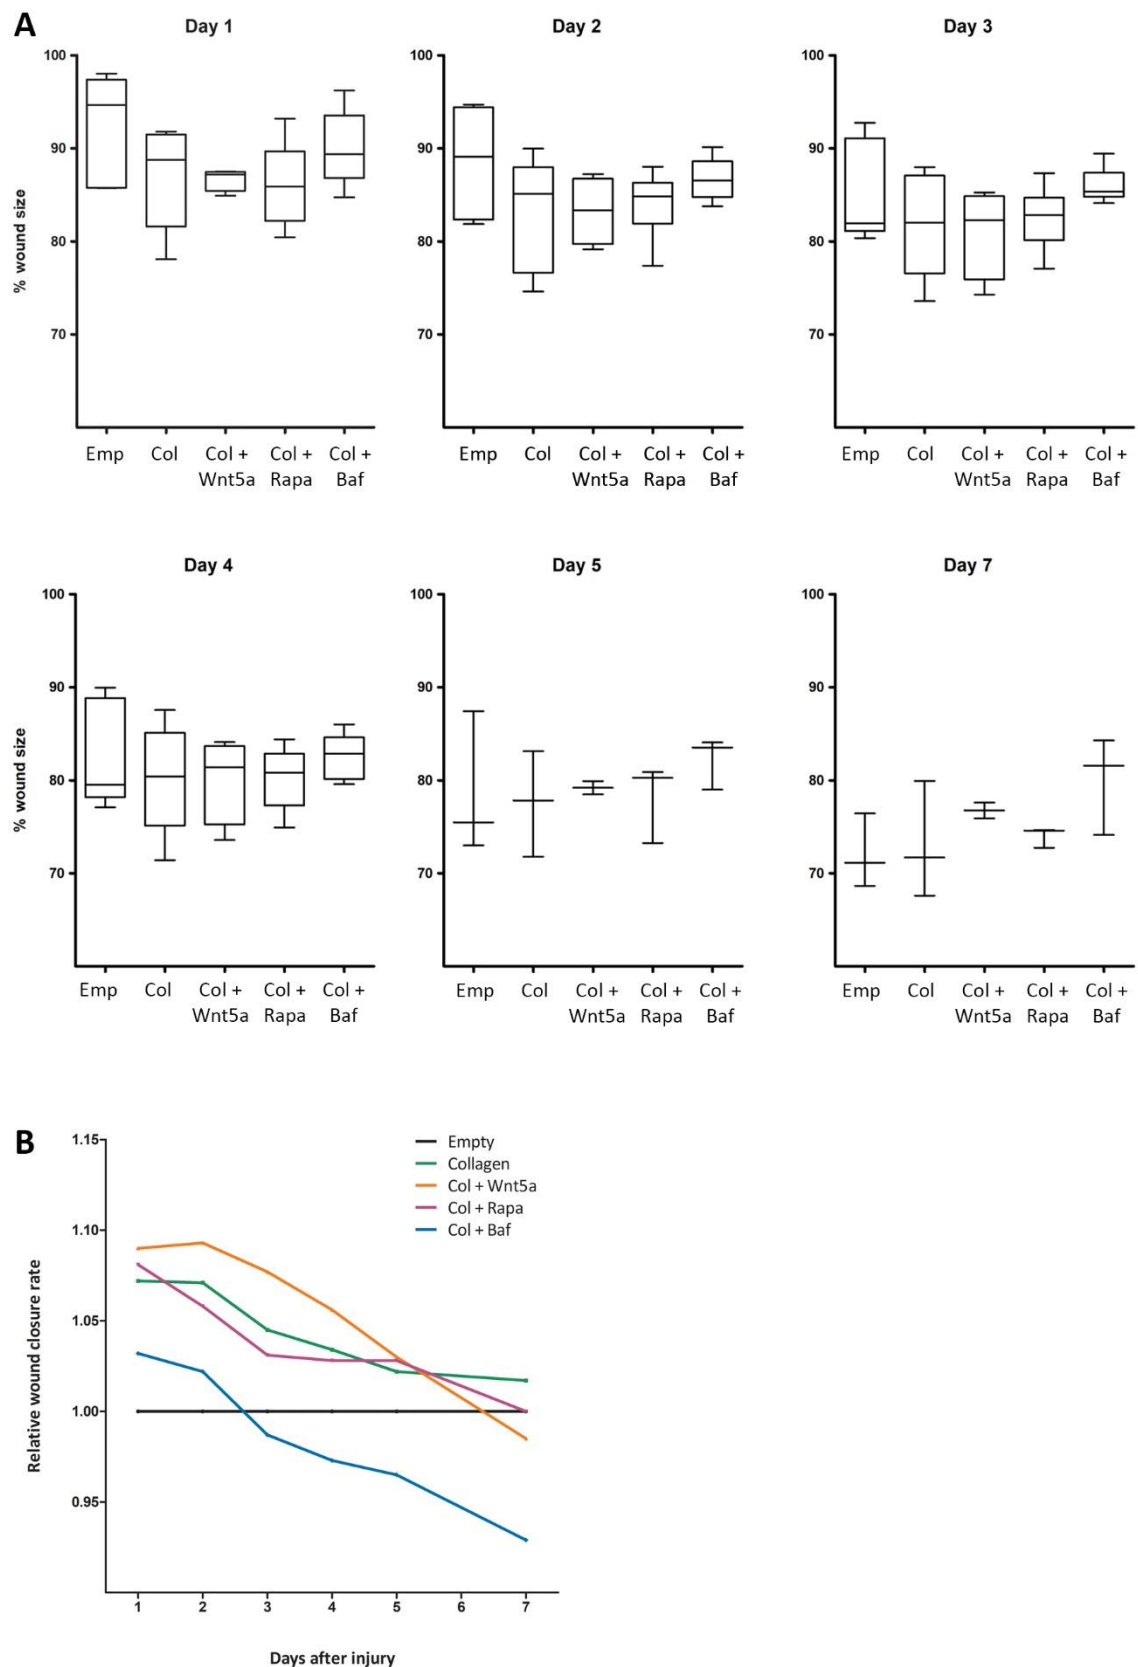 A
Day 1
Day 2
Day 3
100
90
80
70
% wound size
Emp Col Col + Col + Col +
Wnt5a Rapa Baf
100
90
80
70
Emp Col Col + Col + Col +
Wnt5a Rapa Baf
100
90
80
70
Emp Col Col + Col + Col +
Wnt5a Rapa Baf
Day 4
Day 5
Day 7
100
90
80
70
% wound size
Emp Col Col + Col + Col +
Wnt5a Rapa Baf
100
90
80
70
Emp Col Col + Col + Col +
Wnt5a Rapa Baf
100
90
80
70
Emp Col Col + Col + Col +
Wnt5a Rapa Baf
B
1.15
1.10
1.05
1.00
0.95
Relative wound closure rate
Empty
Collagen
Col + Wnt5a
Col + Rapa
Col + Baf
1 2 3 4 5 6 7
Days after injury